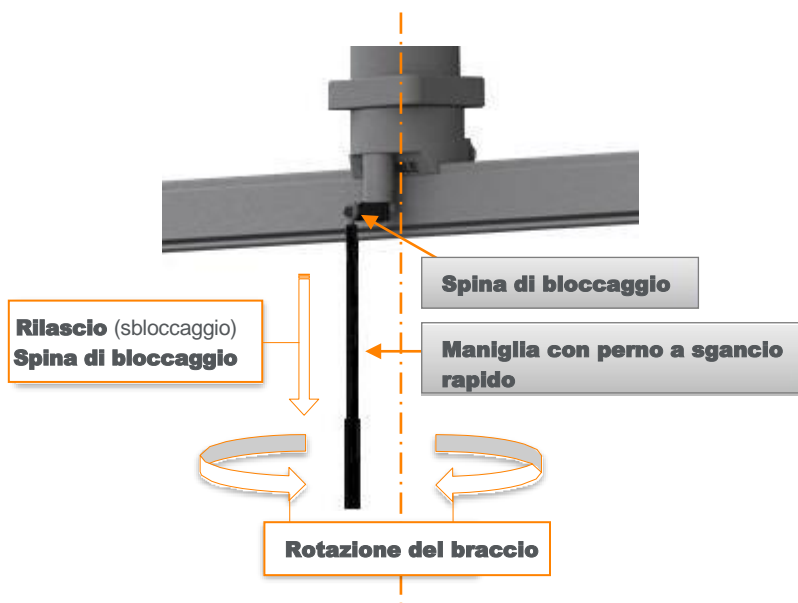 Spina di bloccaggio
Rilascio (sbloccaggio)
Spina di bloccaggio
Maniglia con perno a sgancio
rapido
Rotazione del braccio